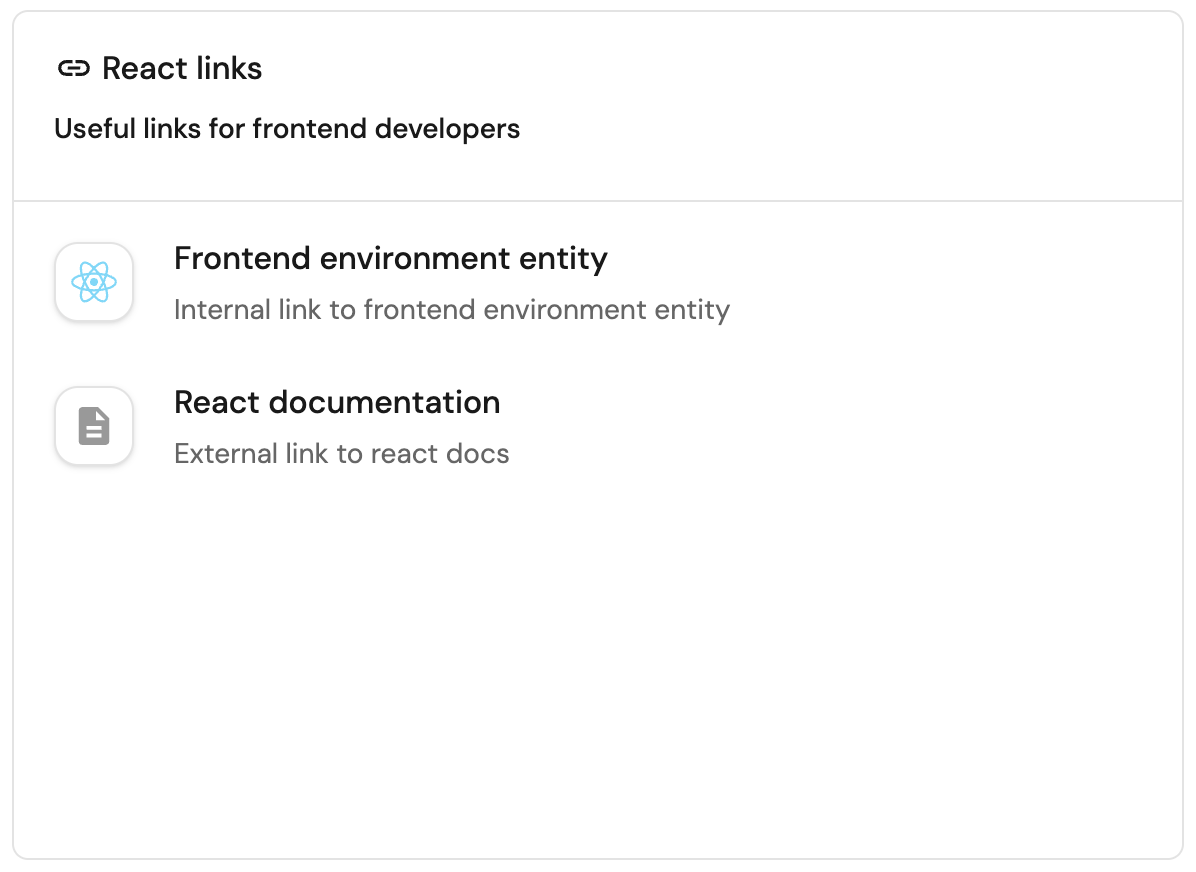 React links
Useful links for frontend developers
Frontend environment entity
Internal link to frontend environment entity
React documentation
External link to react docs